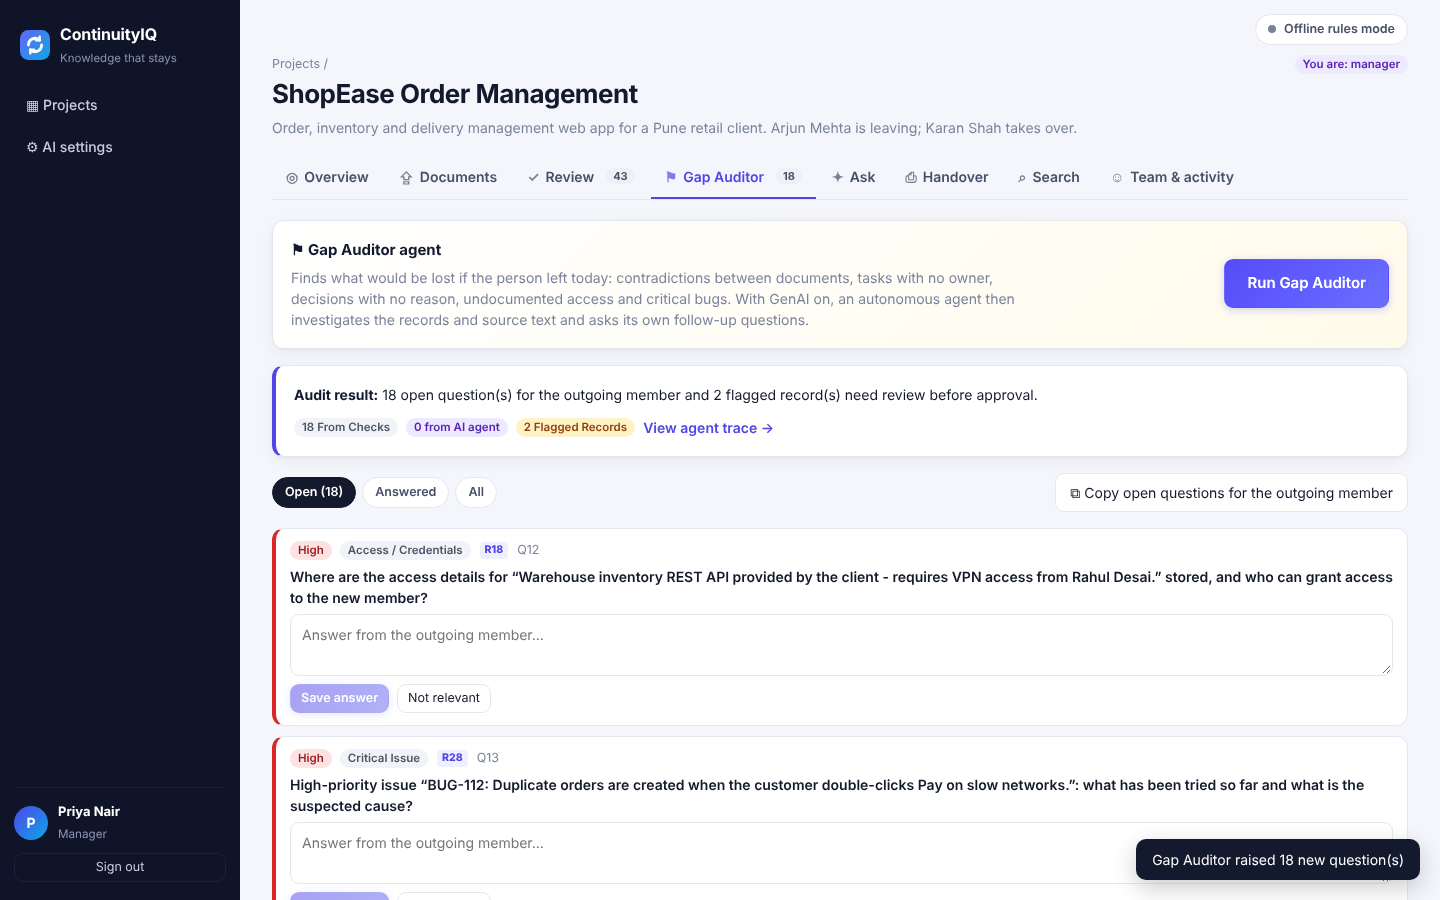 ContinuityIQ
Knowledge that stays
Projects
AI settings
Priya Nair
P
Manager
Sign out
Offline rules mode
Projects /
You are: manager
ShopEase Order Management
Order, inventory and delivery management web app for a Pune retail client. Arjun Mehta is leaving; Karan Shah takes over.
Overview
Documents
Review 43
Gap Auditor 18
Ask
Handover
Search
Team & activity
Gap Auditor agent
Finds what would be lost if the person left today: contradictions between documents, tasks with no owner,
decisions with no reason, undocumented access and critical bugs. With GenAI on, an autonomous agent then
investigates the records and source text and asks its own follow-up questions.
Run Gap Auditor
Audit result: 18 open question(s) for the outgoing member and 2 flagged record(s) need review before approval.
18 From Checks
0 from AI agent
2 Flagged Records
View agent trace →
Open (18)
Answered
All
Copy open questions for the outgoing member
High
Access / Credentials
R18
Q12
Where are the access details for “Warehouse inventory REST API provided by the client - requires VPN access from Rahul Desai.” stored, and who can grant access
to the new member?
Answer from the outgoing member...
Save answer
Not relevant
High
Critical Issue
R28
Q13
High-priority issue “BUG-112: Duplicate orders are created when the customer double-clicks Pay on slow networks.”: what has been tried so far and what is the
suspected cause?
Answer from the outgoing member...
Gap Auditor raised 18 new question(s)